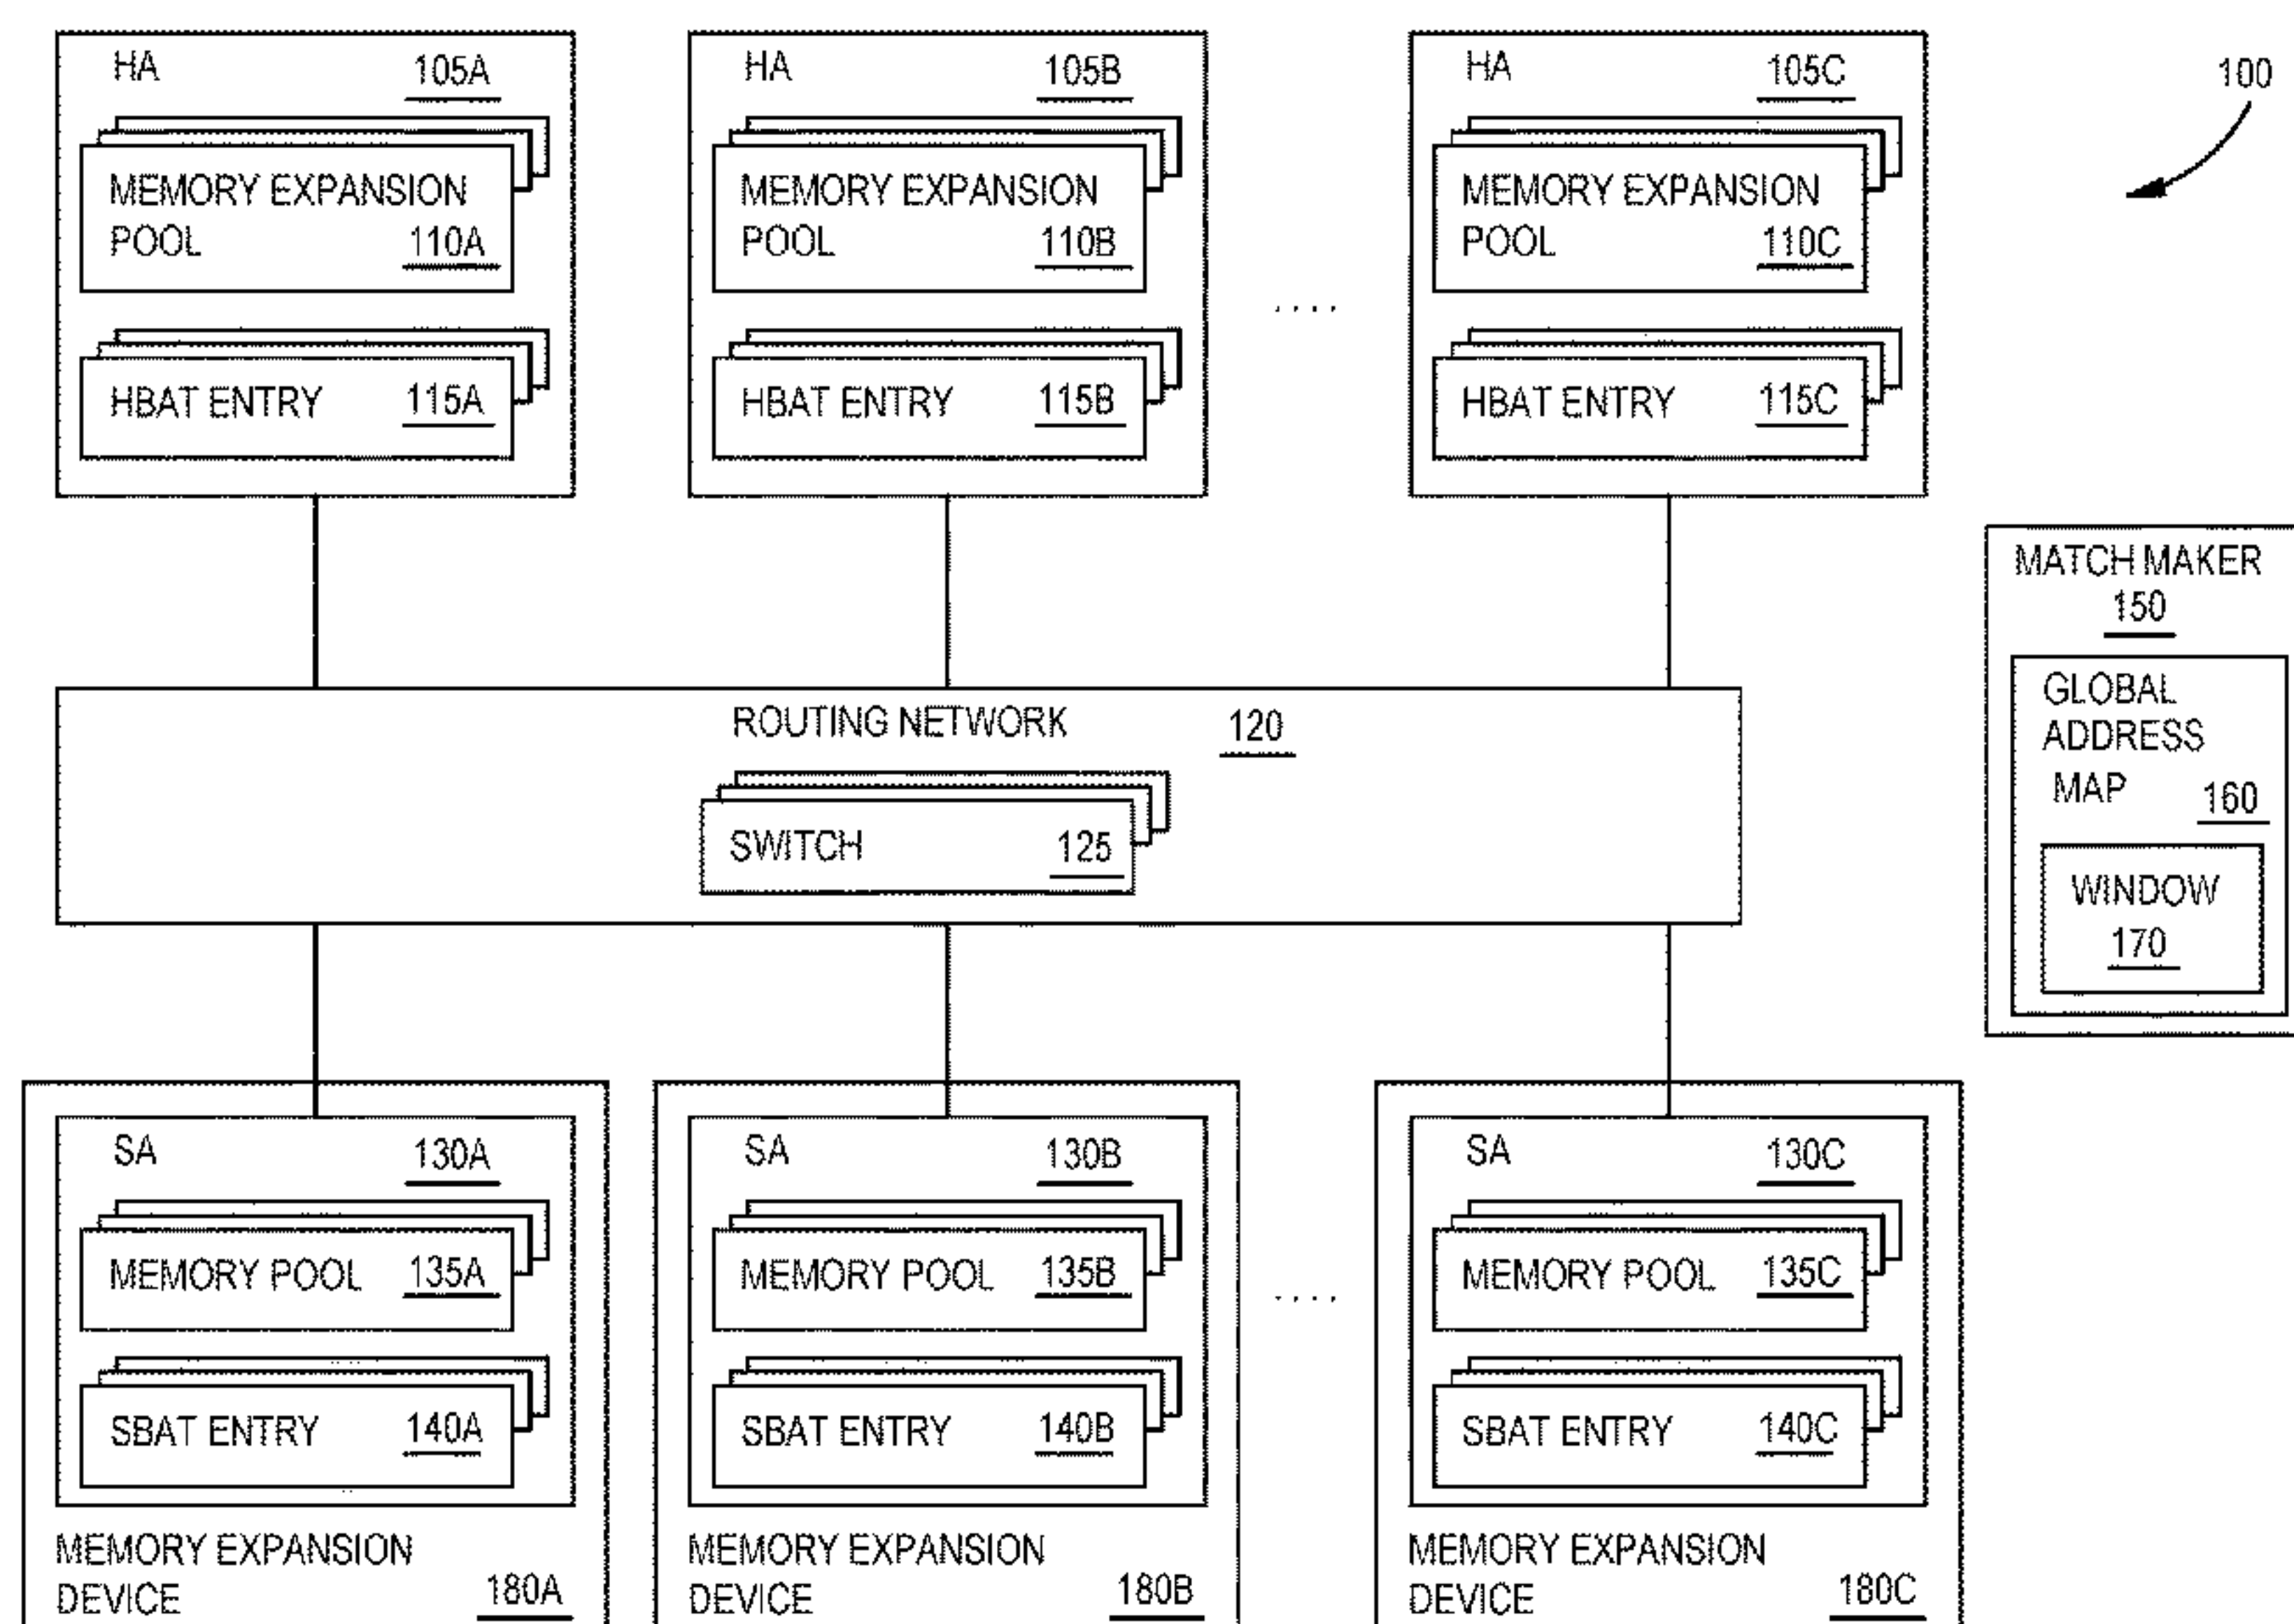 HA 105A
MEMORY EXPANSION
POOL 110A
HBAT ENTRY 115A
HA 105B
MEMORY EXPANSION
POOL 110B
HBAT ENTRY 115B
....
HA 105C
MEMORY EXPANSION
POOL 110C
HBAT ENTRY 115C
100
MATCH MAKER
150
GLOBAL
ADDRESS
MAP 160
WINDOW
170
ROUTING NETWORK 120
SWITCH 125
SA 130A
MEMORY POOL 135A
SBAT ENTRY 140A
MEMORY EXPANSION
DEVICE 180A
SA 130B
MEMORY POOL 135B
SBAT ENTRY 140B
MEMORY EXPANSION
DEVICE 180B
....
SA 130C
MEMORY POOL 135C
SBAT ENTRY 140C
MEMORY EXPANSION
DEVICE 180C